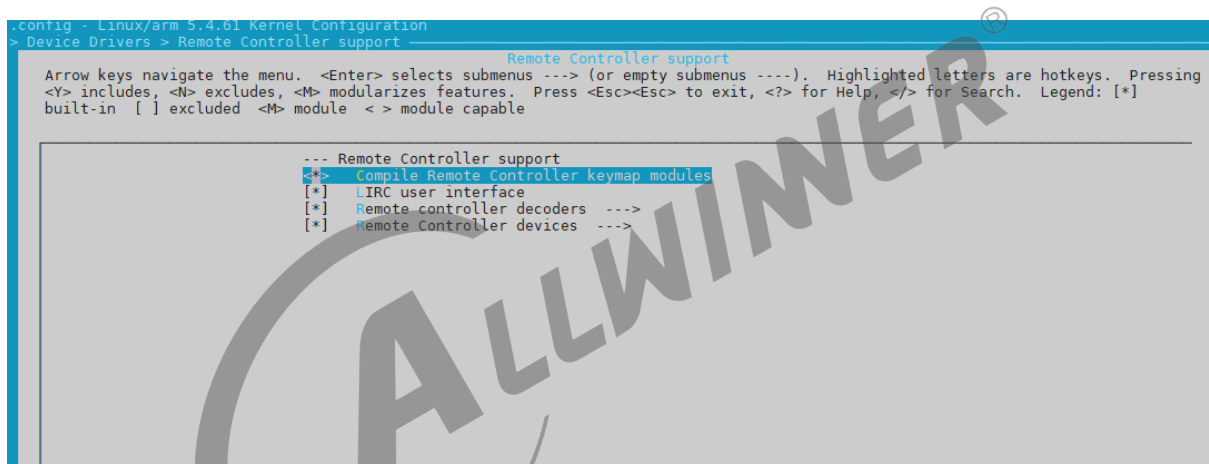 .config - Linux/arm 5.4.61 Kernel Configuration
> Device Drivers > Remote Controller support
Remote Controller support
Arrow keys navigate the menu.  <Enter> selects submenus ---> (or empty submenus ----).  Highlighted letters are hotkeys.  Pressing
<Y> includes, <N> excludes, <M> modularizes features.  Press <Esc><Esc> to exit, <?> for Help, </> for Search.  Legend: [*]
built-in  [ ] excluded  <M> module  < > module capable
--- Remote Controller support
<*>   Compile Remote Controller keymap modules
[*]   LIRC user interface
[*]   Remote controller decoders  --->
[*]   Remote Controller devices  --->
ALLWINNER®